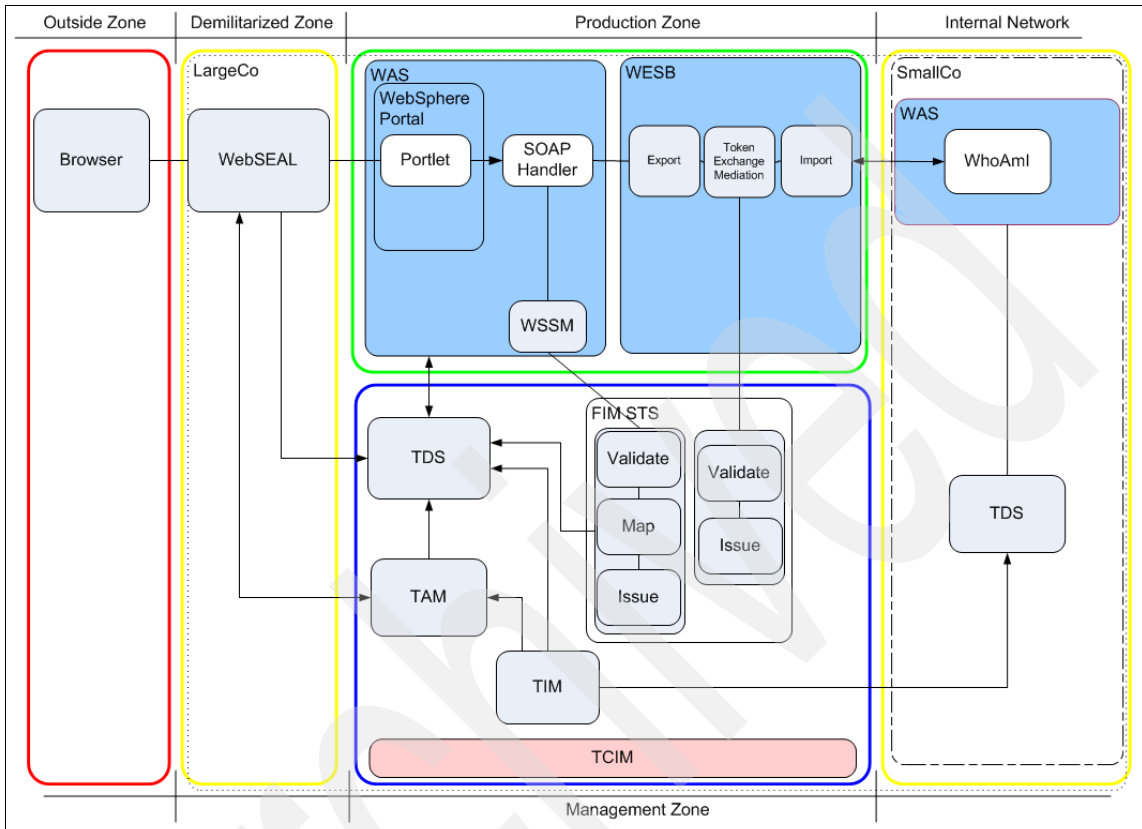 Outside Zone
Demilitarized Zone
Production Zone
Internal Network
LargeCo
WAS
WESB
SmallCo
WebSphere
Portal
WAS
Browser
WebSEAL
Portlet
SOAP
Handler
Export
Token
Exchange
Mediation
Import
WhoAmI
WSSM
FIM STS
TDS
Validate
Validate
Map
Issue
TDS
TAM
Issue
TIM
TCIM
Management Zone